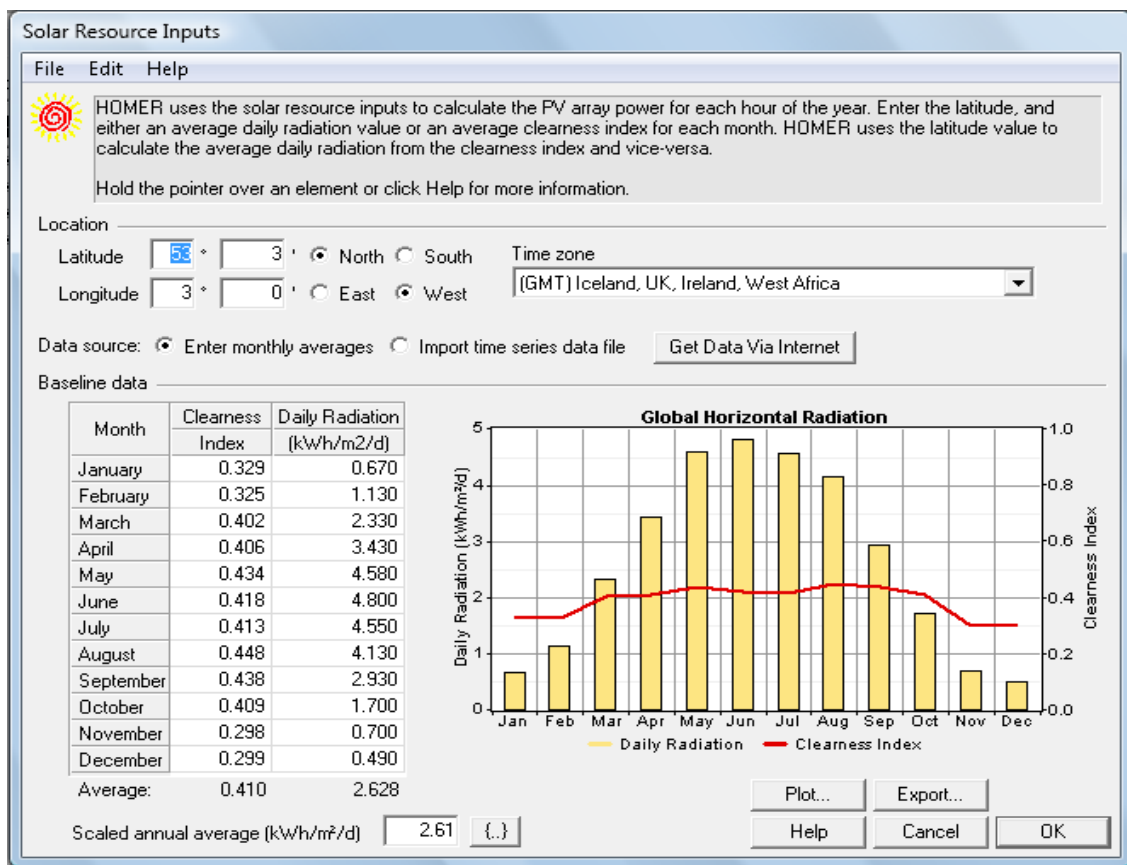 Solar Resource Inputs
File Edit Help
HOMER uses the solar resource inputs to calculate the PV array power for each hour of the year. Enter the latitude, and
either an average daily radiation value or an average clearness index for each month. HOMER uses the latitude value to
calculate the average daily radiation from the clearness index and vice-versa.
Hold the pointer over an element or click Help for more information.
Location
Latitude 53 ° 3 ' North South
Time zone
Longitude 3 ° 0 ' East West
(GMT) Iceland, UK, Ireland, West Africa
Data source: Enter monthly averages Import time series data file Get Data Via Internet
Baseline data
Month Clearness Index Daily Radiation (kWh/m2/d)
January 0.329 0.670
February 0.325 1.130
March 0.402 2.330
April 0.406 3.430
May 0.434 4.580
June 0.418 4.800
July 0.413 4.550
August 0.448 4.130
September 0.438 2.930
October 0.409 1.700
November 0.298 0.700
December 0.299 0.490
Average: 0.410 2.628
Scaled annual average (kWh/m²/d) 2.61 {..}
Global Horizontal Radiation
Daily Radiation (kWh/m²/d)
5
4
3
2
1
0
Jan Feb Mar Apr May Jun Jul Aug Sep Oct Nov Dec
1.0
0.8
0.6
0.4
0.2
0.0
Clearness Index
Daily Radiation Clearness Index
Plot... Export...
Help Cancel OK